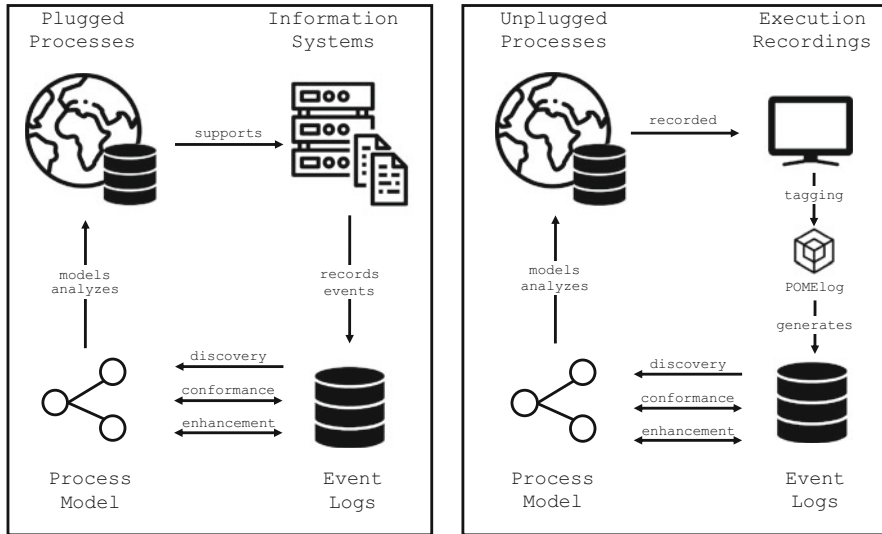 Plugged
Processes
Information
Systems
supports
models
analyzes
records
events
discovery
conformance
enhancement
Process
Model
Event
Logs
Unplugged
Processes
Execution
Recordings
recorded
tagging
POMElog
models
analyzes
generates
discovery
conformance
enhancement
Process
Model
Event
Logs